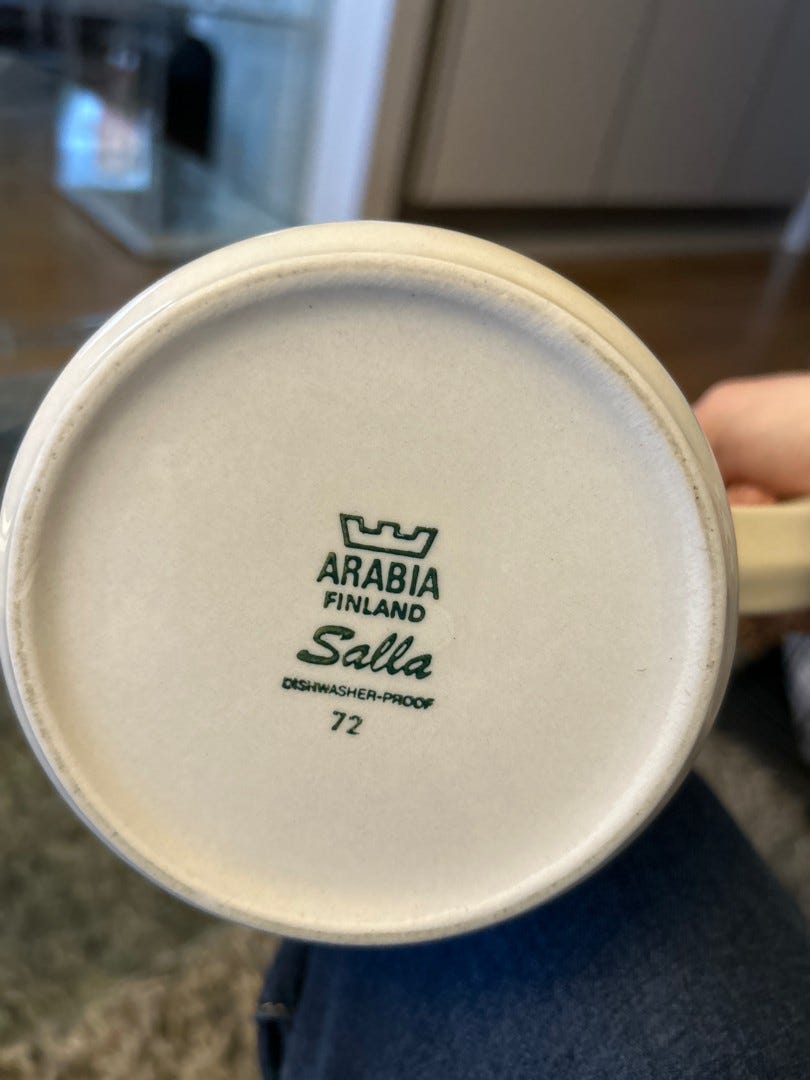 ARABIA
FINLAND
Salla
DISHWASHER-PROOF
72